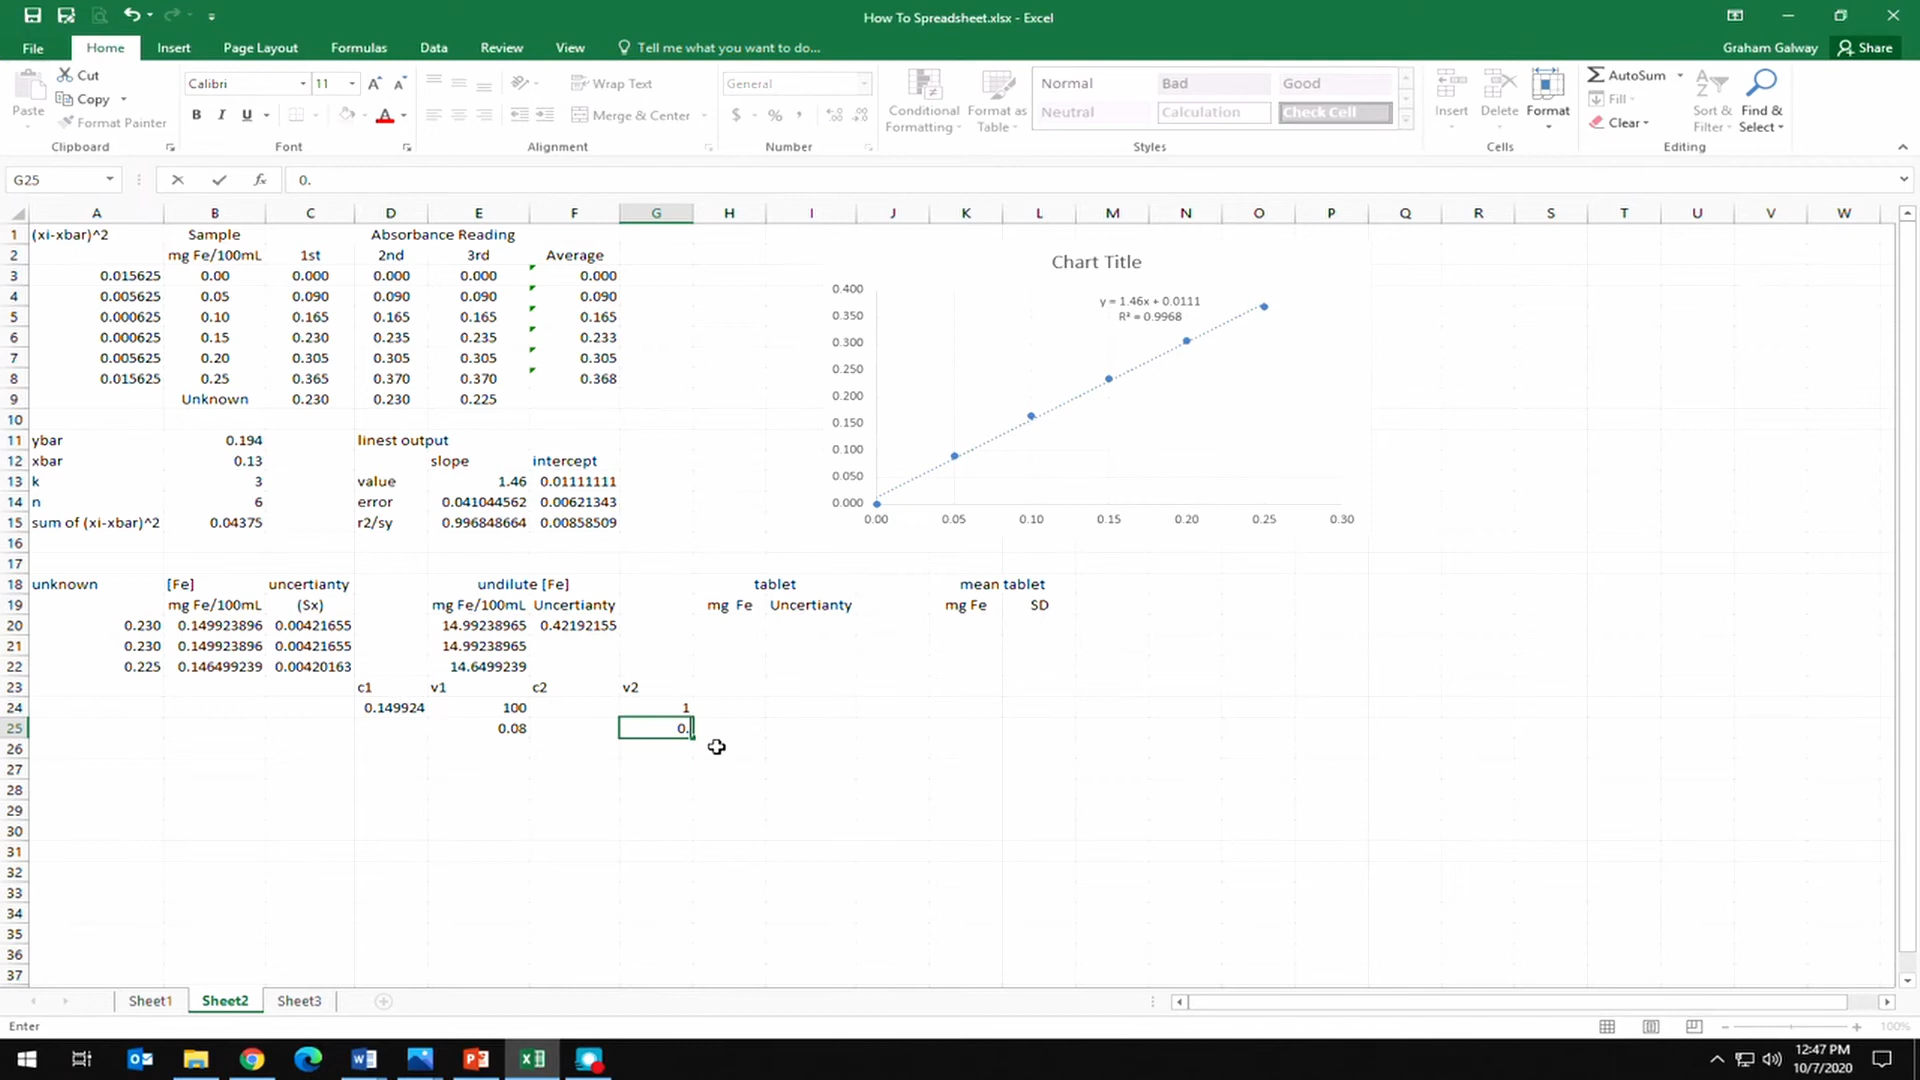 How To Spreadsheet.xlsx - Excel
File Home Insert Page Layout Formulas Data Review View Tell me what you want to do... Graham Galway Share
Paste Cut Copy Format Painter Clipboard
Calibri 11 B I U A Font
Wrap Text Merge & Center Alignment
General $ % , Number
Conditional Formatting Format as Table
Normal Bad Good
Neutral Calculation Check Cell
Styles
Insert Delete Format Cells
AutoSum Fill Clear Sort & Filter Find & Select Editing
G25 fx 0.
A B C D E F G H I J K L M N O P Q R S T U V W
1 (xi-xbar)^2 Sample Absorbance Reading
2 mg Fe/100mL 1st 2nd 3rd Average
3 0.015625 0.00 0.000 0.000 0.000 0.000
4 0.005625 0.05 0.090 0.090 0.090 0.090
5 0.000625 0.10 0.165 0.165 0.165 0.165
6 0.000625 0.15 0.230 0.235 0.235 0.233
7 0.005625 0.20 0.305 0.305 0.305 0.305
8 0.015625 0.25 0.365 0.370 0.370 0.368
9 Unknown 0.230 0.230 0.225
10
11 ybar 0.194 linest output
12 xbar 0.13 slope intercept
13 k 3 value 1.46 0.01111111
14 n 6 error 0.041044562 0.00621343
15 sum of (xi-xbar)^2 0.04375 r2/sy 0.996848664 0.00858509
16
17
18 unknown [Fe] uncertianty undilute [Fe] tablet mean tablet
19 mg Fe/100mL (Sx) mg Fe/100mL Uncertianty mg Fe Uncertianty mg Fe SD
20 0.230 0.149923896 0.00421655 14.99238965 0.42192155
21 0.230 0.149923896 0.00421655 14.99238965
22 0.225 0.146499239 0.00420163 14.6499239
23 c1 v1 c2 v2
24 0.149924 100 1
25 0.08 0.
26
27
28
29
30
31
32
33
34
35
36
37
Chart Title
y = 1.46x + 0.0111
R² = 0.9968
0.400
0.350
0.300
0.250
0.200
0.150
0.100
0.050
0.000
0.00 0.05 0.10 0.15 0.20 0.25 0.30
Sheet1 Sheet2 Sheet3
Enter 100%
12:47 PM
10/7/2020